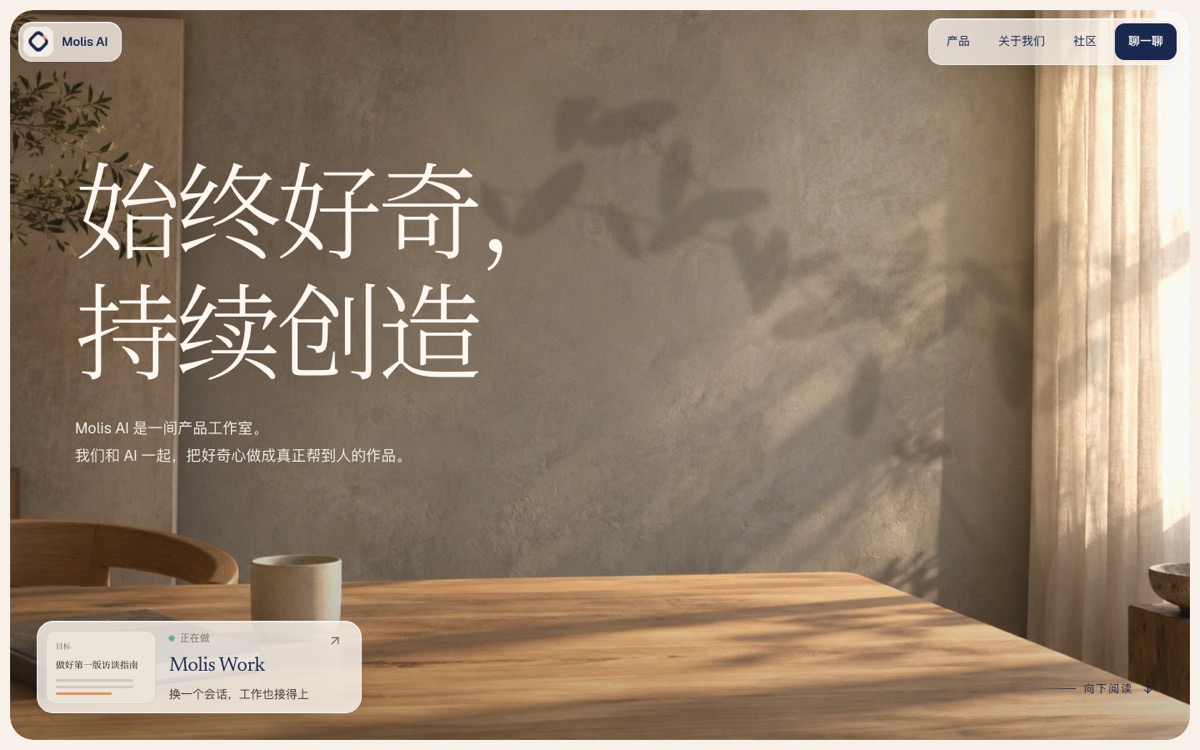 Molis AI
产品
关于我们
社区
聊一聊
始终好奇，
持续创造
Molis AI 是一间产品工作室。
我们和 AI 一起，把好奇心做成真正帮到人的作品。
目标
做好第一版访谈指南
正在做
Molis Work
换一个会话，工作也接得上
向下阅读